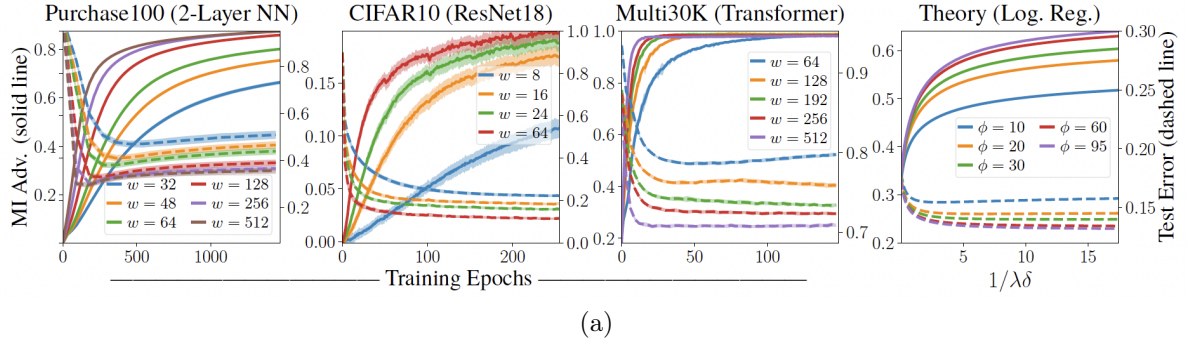 Purchase100 (2-Layer NN)
CIFAR10 (ResNet18)
Multi30K (Transformer)
Theory (Log. Reg.)
MI Adv. (solid line)
0.8
0.6
0.4
0.2
0.8
0.6
0.4
0.2
w = 32
w = 48
w = 64
w = 128
w = 256
w = 512
0
500
1000
0.15
0.10
0.05
0.00
1.0
0.8
0.6
0.4
0.2
0.0
w = 8
w = 16
w = 24
w = 64
0
100
200
1.0
0.8
0.6
0.4
0.2
0.9
0.8
0.7
w = 64
w = 128
w = 192
w = 256
w = 512
0
50
100
0.6
0.5
0.4
0.3
0.2
0.30
0.25
0.20
0.15
ϕ = 10
ϕ = 20
ϕ = 30
ϕ = 60
ϕ = 95
5
10
15
Test Error (dashed line)
Training Epochs
1/λδ
(a)